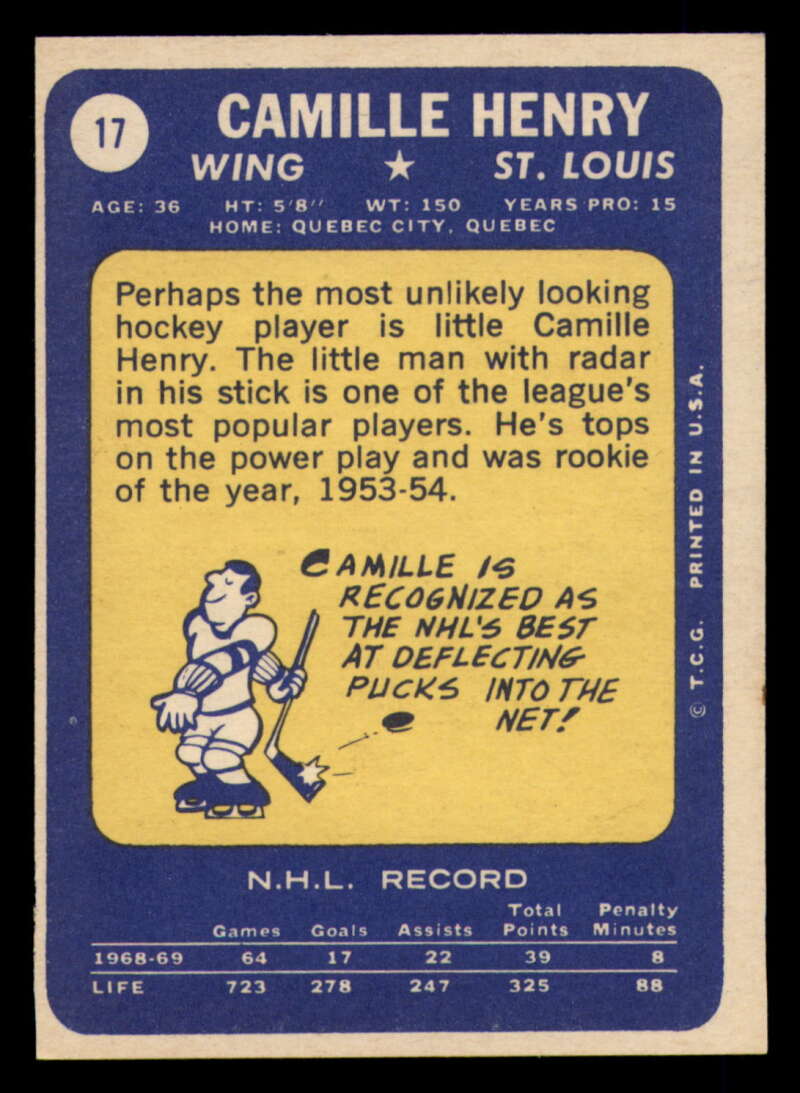 17
CAMILLE HENRY
WING ★ ST. LOUIS
AGE: 36 HT: 5'8" WT: 150 YEARS PRO: 15
HOME: QUEBEC CITY, QUEBEC
Perhaps the most unlikely looking
hockey player is little Camille
Henry. The little man with radar
in his stick is one of the league's
most popular players. He's tops
on the power play and was rookie
of the year, 1953-54.
CAMILLE IS
RECOGNIZED AS
THE NHL'S BEST
AT DEFLECTING
PUCKS INTO THE
NET!
© T.C.G. PRINTED IN U.S.A.
N.H.L. RECORD
Games Goals Assists Total Points Penalty Minutes
1968-69 64 17 22 39 8
LIFE 723 278 247 325 88